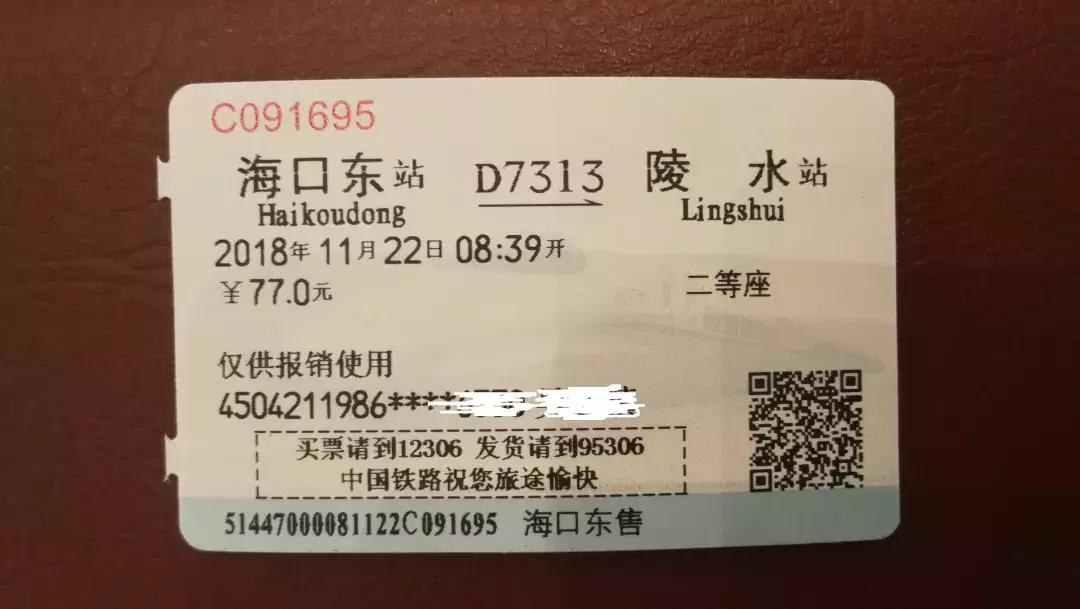 C091695
海口东站 D7313 陵水站
Haikoudong Lingshui
2018年11月22日08:39开
￥77.0元 二等座
仅供报销使用
4504211986****
买票请到12306 发货请到95306
中国铁路祝您旅途愉快
51447000081122C091695 海口东售